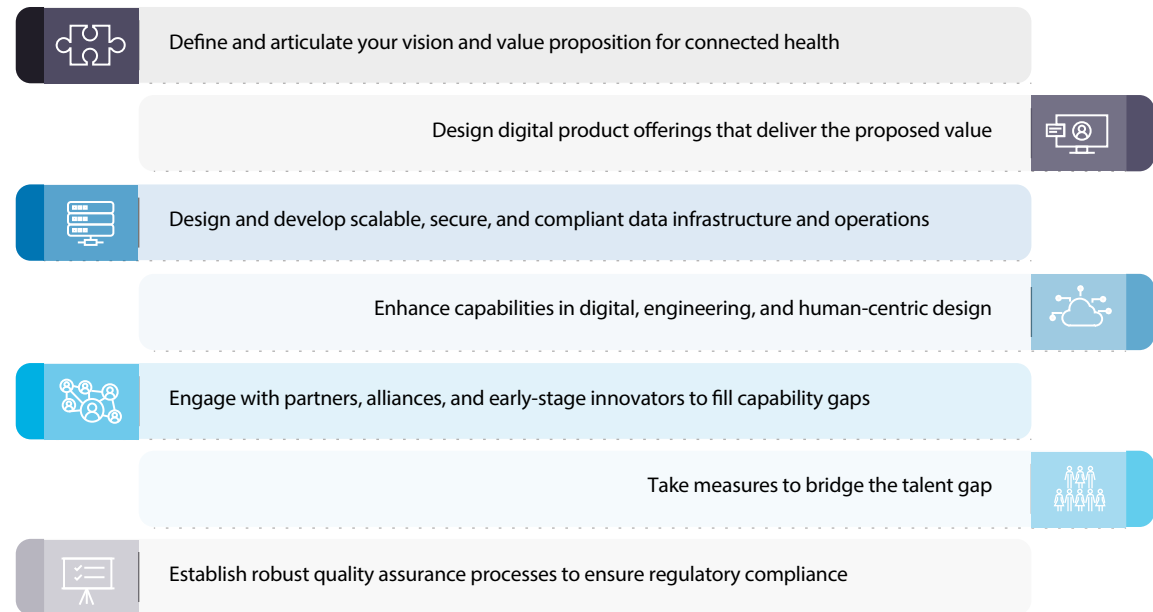 Define and articulate your vision and value proposition for connected health
Design digital product offerings that deliver the proposed value
Design and develop scalable, secure, and compliant data infrastructure and operations
Enhance capabilities in digital, engineering, and human-centric design
Engage with partners, alliances, and early-stage innovators to fill capability gaps
Take measures to bridge the talent gap
Establish robust quality assurance processes to ensure regulatory compliance